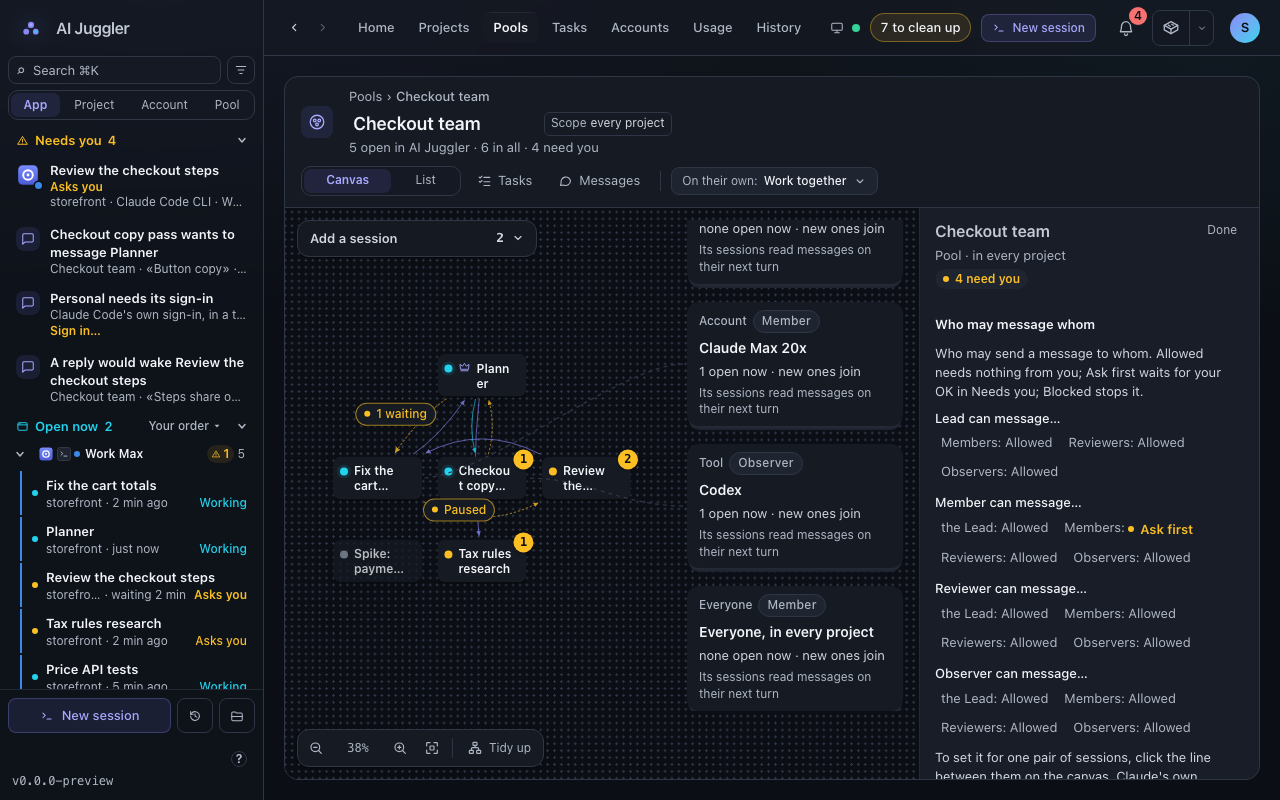 AI Juggler
Search ⌘K
App Project Account Pool
Needs you 4
Review the checkout steps
Asks you
storefront · Claude Code CLI · W…
Checkout copy pass wants to
message Planner
Checkout team · «Button copy» ·…
Personal needs its sign-in
Claude Code's own sign-in, in a t…
Sign in…
A reply would wake Review the
checkout steps
Checkout team · «Steps share o…
Open now 2 Your order
Work Max 1 5
Fix the cart totals
storefront · 2 min ago Working
Planner
storefront · just now Working
Review the checkout steps
storefro… · waiting 2 min Asks you
Tax rules research
storefront · 2 min ago Asks you
Price API tests
storefront · 5 min ago Working
New session
?
v0.0.0-preview
Home Projects Pools Tasks Accounts Usage History 7 to clean up New session 4 S
Pools › Checkout team
Checkout team Scope every project
5 open in AI Juggler · 6 in all · 4 need you
Canvas List Tasks Messages On their own: Work together
Add a session 2
Plann
er
1 waiting
Fix the
cart…
Checkou
t copy…
1
Review
the…
2
Paused
Spike:
payme…
Tax rules
research
1
none open now · new ones join
Its sessions read messages on
their next turn
Account Member
Claude Max 20x
1 open now · new ones join
Its sessions read messages on
their next turn
Tool Observer
Codex
1 open now · new ones join
Its sessions read messages on
their next turn
Everyone Member
Everyone, in every project
none open now · new ones join
Its sessions read messages on
their next turn
38% Tidy up
Checkout team Done
Pool · in every project
4 need you
Who may message whom
Who may send a message to whom. Allowed
needs nothing from you; Ask first waits for your
OK in Needs you; Blocked stops it.
Lead can message…
Members: Allowed Reviewers: Allowed
Observers: Allowed
Member can message…
the Lead: Allowed Members: Ask first
Reviewers: Allowed Observers: Allowed
Reviewer can message…
the Lead: Allowed Members: Allowed
Reviewers: Allowed Observers: Allowed
Observer can message…
the Lead: Allowed Members: Allowed
Reviewers: Allowed Observers: Allowed
To set it for one pair of sessions, click the line
between them on the canvas. Claude's own